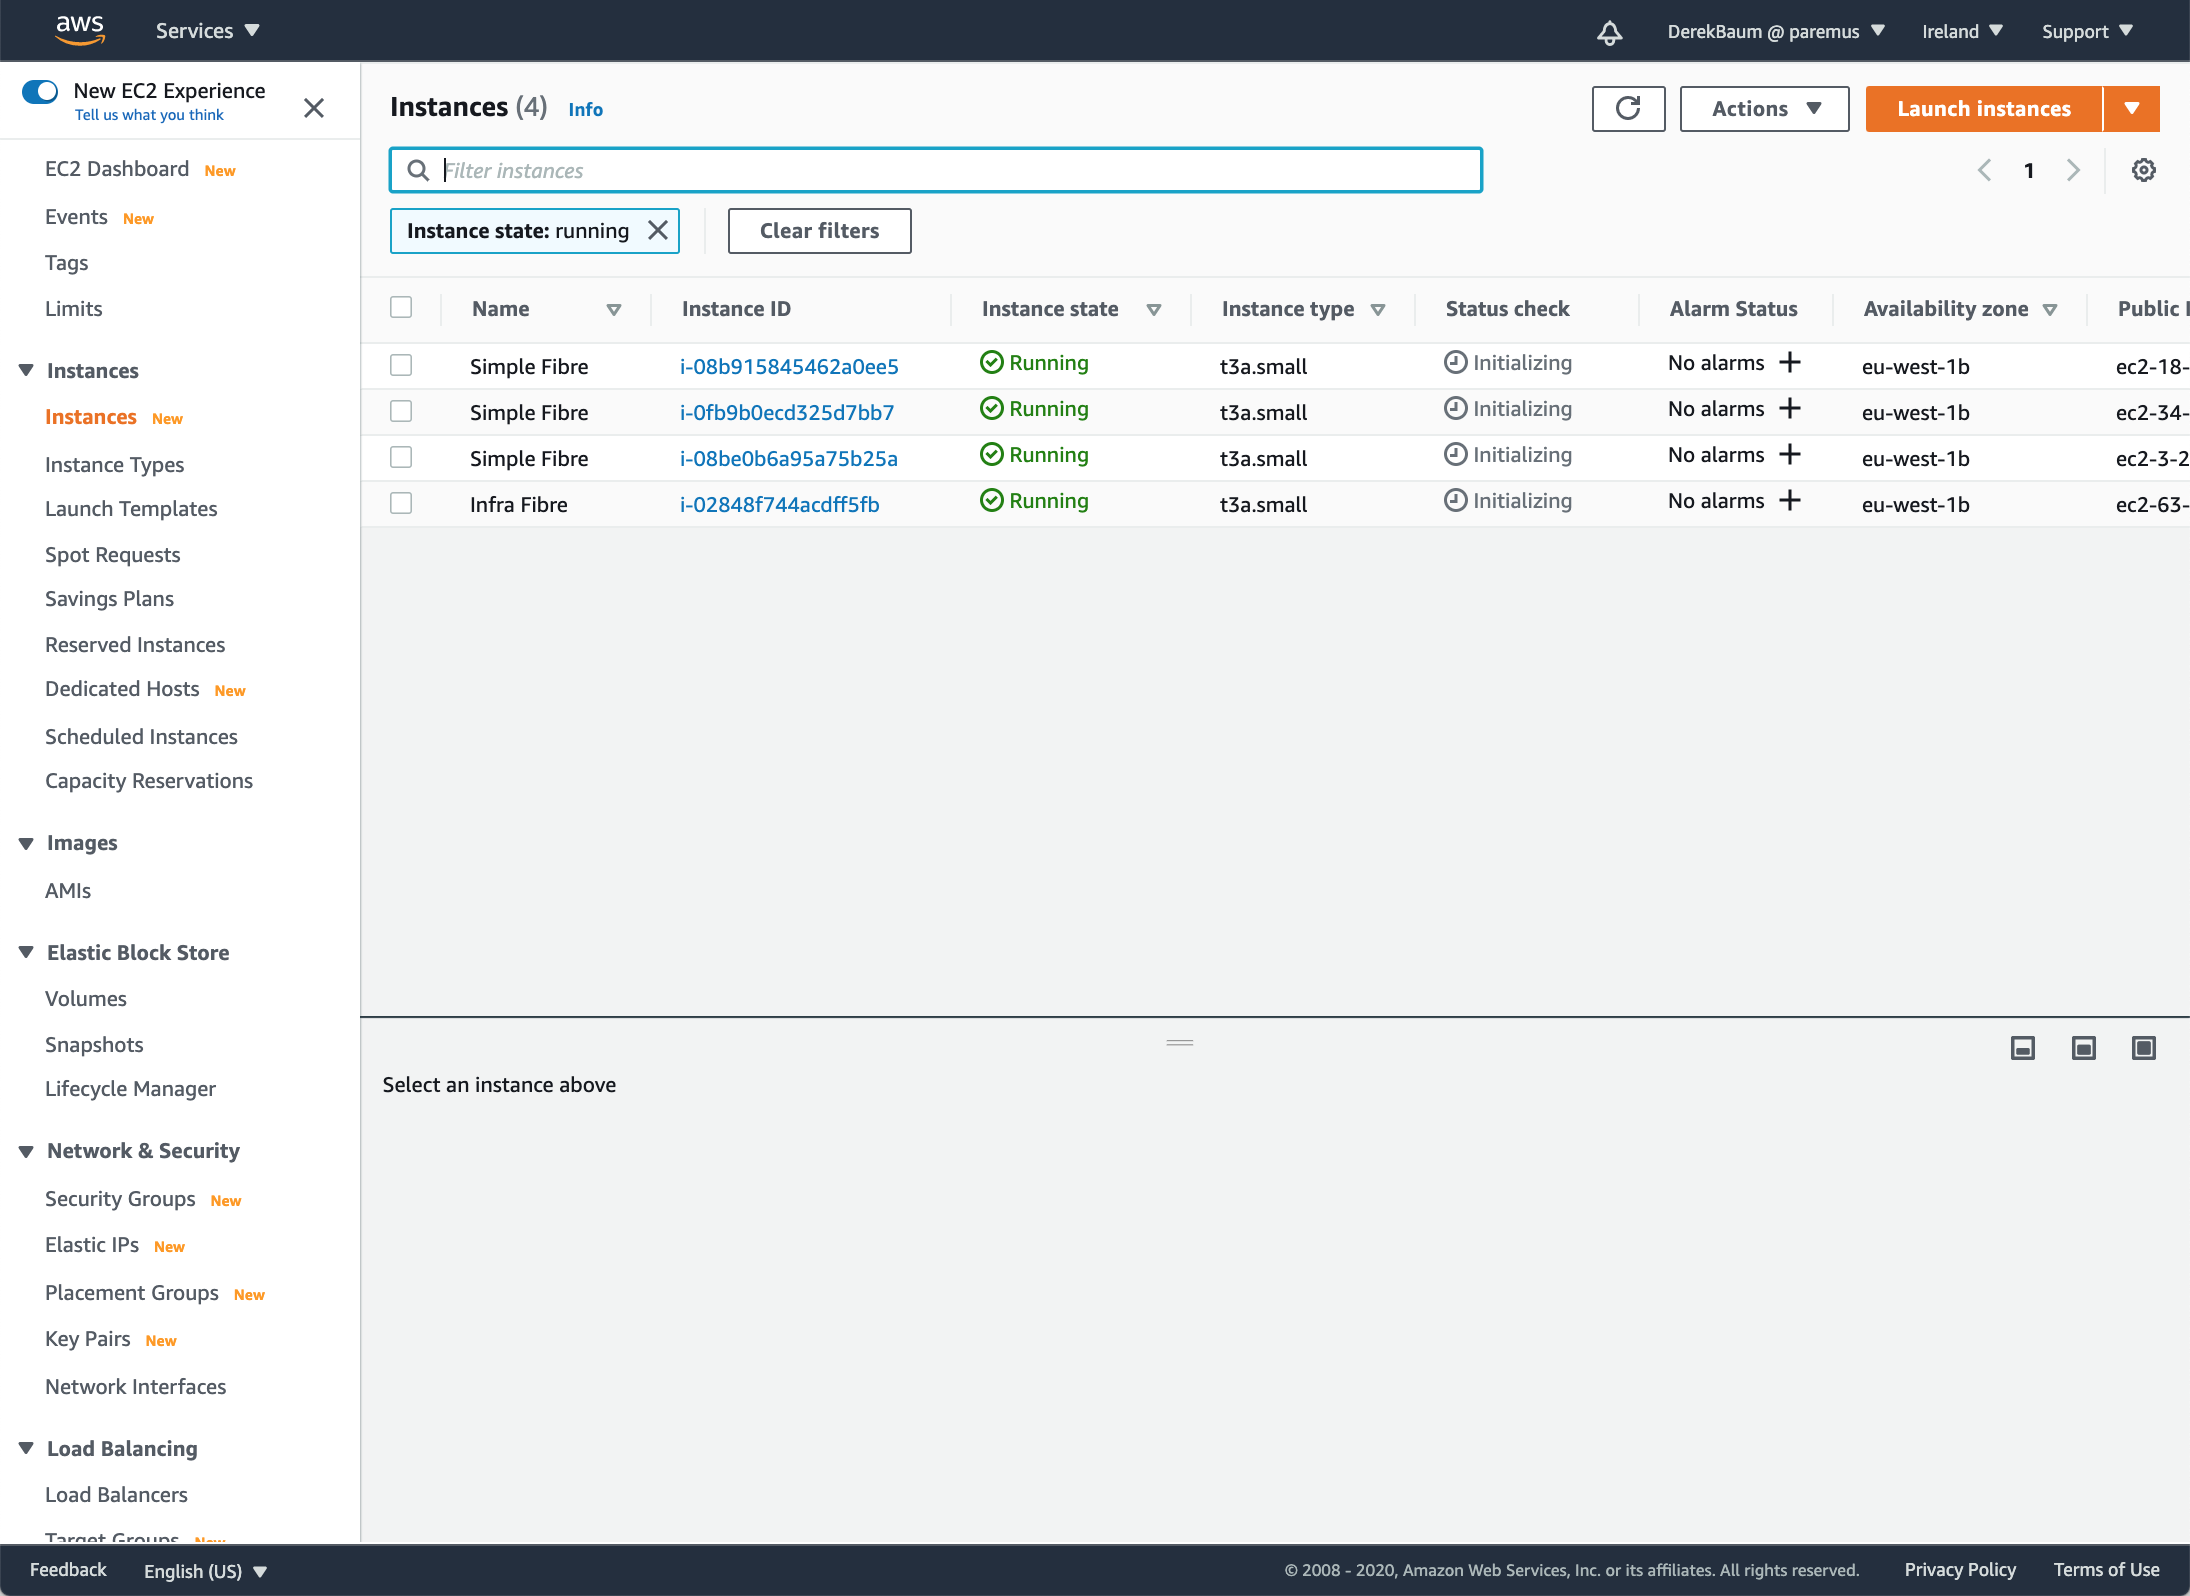 aws Services DerekBaum @ paremus Ireland Support
New EC2 Experience
Tell us what you think
EC2 Dashboard New
Events New
Tags
Limits
Instances
Instances New
Instance Types
Launch Templates
Spot Requests
Savings Plans
Reserved Instances
Dedicated Hosts New
Scheduled Instances
Capacity Reservations
Images
AMIs
Elastic Block Store
Volumes
Snapshots
Lifecycle Manager
Network & Security
Security Groups New
Elastic IPs New
Placement Groups New
Key Pairs New
Network Interfaces
Load Balancing
Load Balancers
Target Groups New
Instances (4) Info Actions Launch instances
Filter instances 1
Instance state: running Clear filters
Name Instance ID Instance state Instance type Status check Alarm Status Availability zone Public
Simple Fibre i-08b915845462a0ee5 Running t3a.small Initializing No alarms eu-west-1b ec2-18-
Simple Fibre i-0fb9b0ecd325d7bb7 Running t3a.small Initializing No alarms eu-west-1b ec2-34-
Simple Fibre i-08be0b6a95a75b25a Running t3a.small Initializing No alarms eu-west-1b ec2-3-2
Infra Fibre i-02848f744acdff5fb Running t3a.small Initializing No alarms eu-west-1b ec2-63-
Select an instance above
Feedback English (US) © 2008 - 2020, Amazon Web Services, Inc. or its affiliates. All rights reserved. Privacy Policy Terms of Use